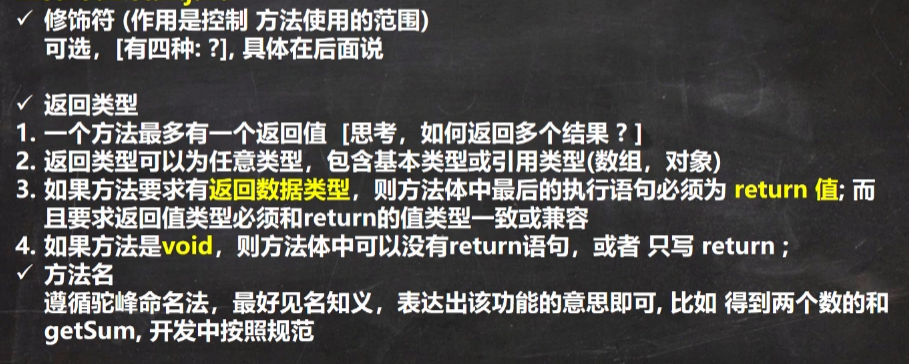 ✓ 修饰符 (作用是控制 方法使用的范围)
可选，[有四种: ?], 具体在后面说
✓ 返回类型
1. 一个方法最多有一个返回值 [思考，如何返回多个结果 ? ]
2. 返回类型可以为任意类型，包含基本类型或引用类型(数组，对象)
3. 如果方法要求有返回数据类型，则方法体中最后的执行语句必须为 return 值; 而
且要求返回值类型必须和return的值类型一致或兼容
4. 如果方法是void，则方法体中可以没有return语句，或者 只写 return ;
✓ 方法名
遵循驼峰命名法，最好见名知义，表达出该功能的意思即可, 比如 得到两个数的和
getSum, 开发中按照规范